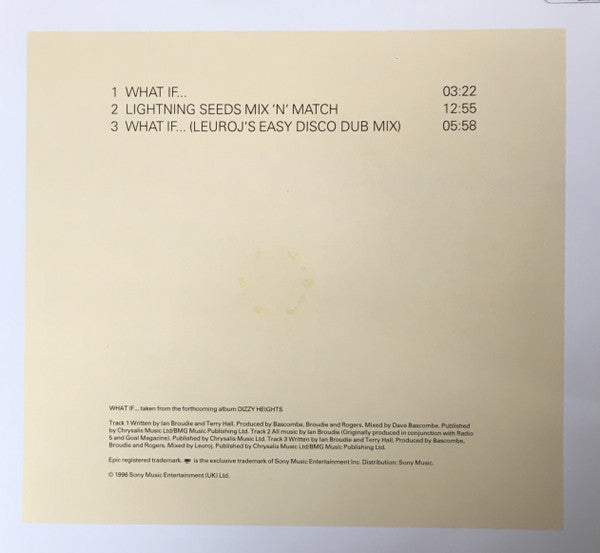 1 WHAT IF... 03:22
2 LIGHTNING SEEDS MIX 'N' MATCH 12:55
3 WHAT IF... (LEUROJ'S EASY DISCO DUB MIX) 05:58
WHAT IF... taken from the forthcoming album DIZZY HEIGHTS
Track 1 Written by Ian Broudie and Terry Hall. Produced by Bascombe, Broudie and Rogers. Mixed by Dave Bascombe. Published
by Chrysalis Music Ltd/BMG Music Publishing Ltd. Track 2 All music by Ian Broudie (Originally produced in conjunction with Radio
5 and Goal Magazine). Published by Chrysalis Music Ltd. Track 3 Written by Ian Broudie and Terry Hall. Produced by Bascombe,
Broudie and Rogers. Mixed by Leuroj. Published by Chrysalis Music Ltd/BMG Music Publishing Ltd.
Epic registered trademark. is the exclusive trademark of Sony Music Entertainment Inc. Distribution: Sony Music.
© 1996 Sony Music Entertainment (UK) Ltd.